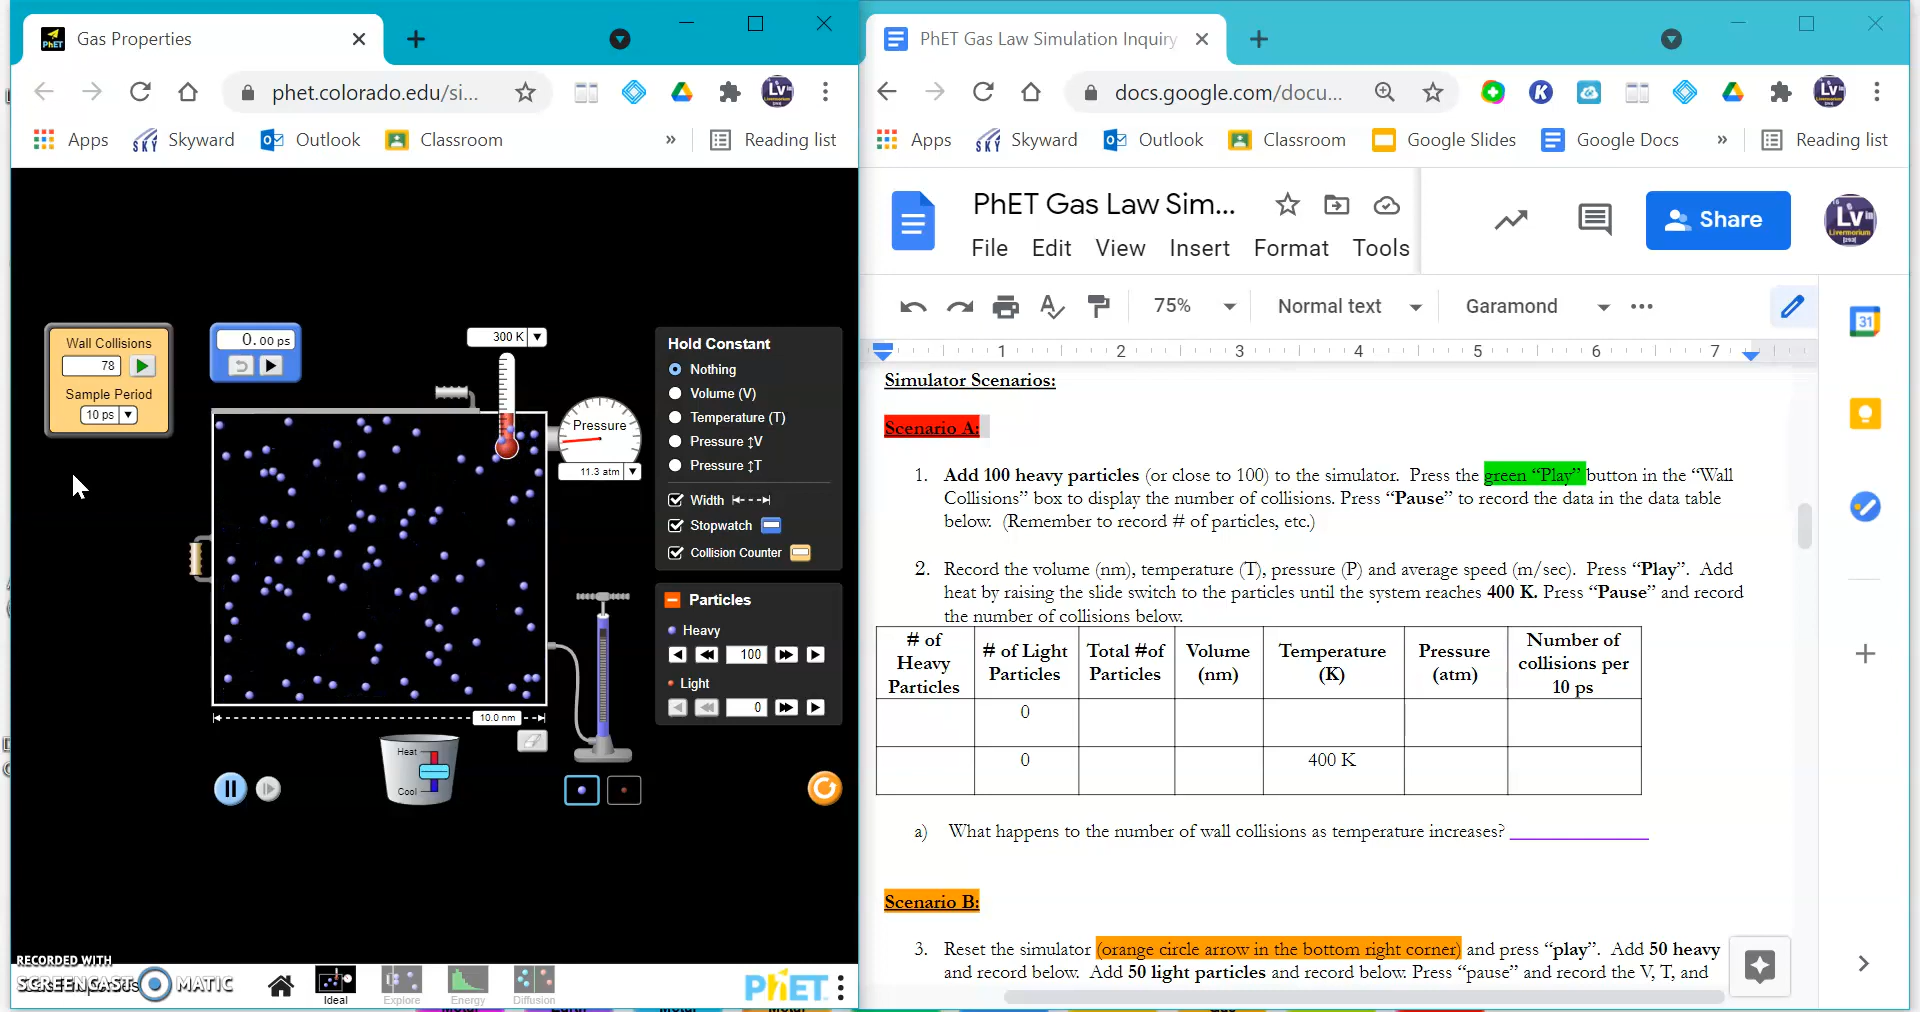 Gas Properties
phet.colorado.edu/si...
Apps Skyward Outlook Classroom » Reading list
Wall Collisions
78
Sample Period
10 ps
0.00 ps
300 K
Pressure
11.3 atm
Hold Constant
Nothing
Volume (V)
Temperature (T)
Pressure ↕V
Pressure ↕T
Width
Stopwatch
Collision Counter
Particles
Heavy
100
Light
0
10.0 nm
Heat
Cool
RECORDED WITH
SCREENCAST MATIC
Ideal Explore Energy Diffusion
PhET
PhET Gas Law Simulation Inquiry
docs.google.com/docu...
Apps Skyward Outlook Classroom Google Slides Google Docs » Reading list
PhET Gas Law Sim...
File Edit View Insert Format Tools
Share
75% Normal text Garamond
1 2 3 4 5 6 7
31
Simulator Scenarios:
Scenario A:
1. Add 100 heavy particles (or close to 100) to the simulator. Press the green “Play” button in the “Wall
Collisions” box to display the number of collisions. Press “Pause” to record the data in the data table
below. (Remember to record # of particles, etc.)
2. Record the volume (nm), temperature (T), pressure (P) and average speed (m/sec). Press “Play”. Add
heat by raising the slide switch to the particles until the system reaches 400 K. Press “Pause” and record
the number of collisions below.
# of Heavy Particles # of Light Particles Total #of Particles Volume (nm) Temperature (K) Pressure (atm) Number of collisions per 10 ps
0
0 400 K
a) What happens to the number of wall collisions as temperature increases?
Scenario B:
3. Reset the simulator (orange circle arrow in the bottom right corner) and press “play”. Add 50 heavy
and record below. Add 50 light particles and record below. Press “pause” and record the V, T, and